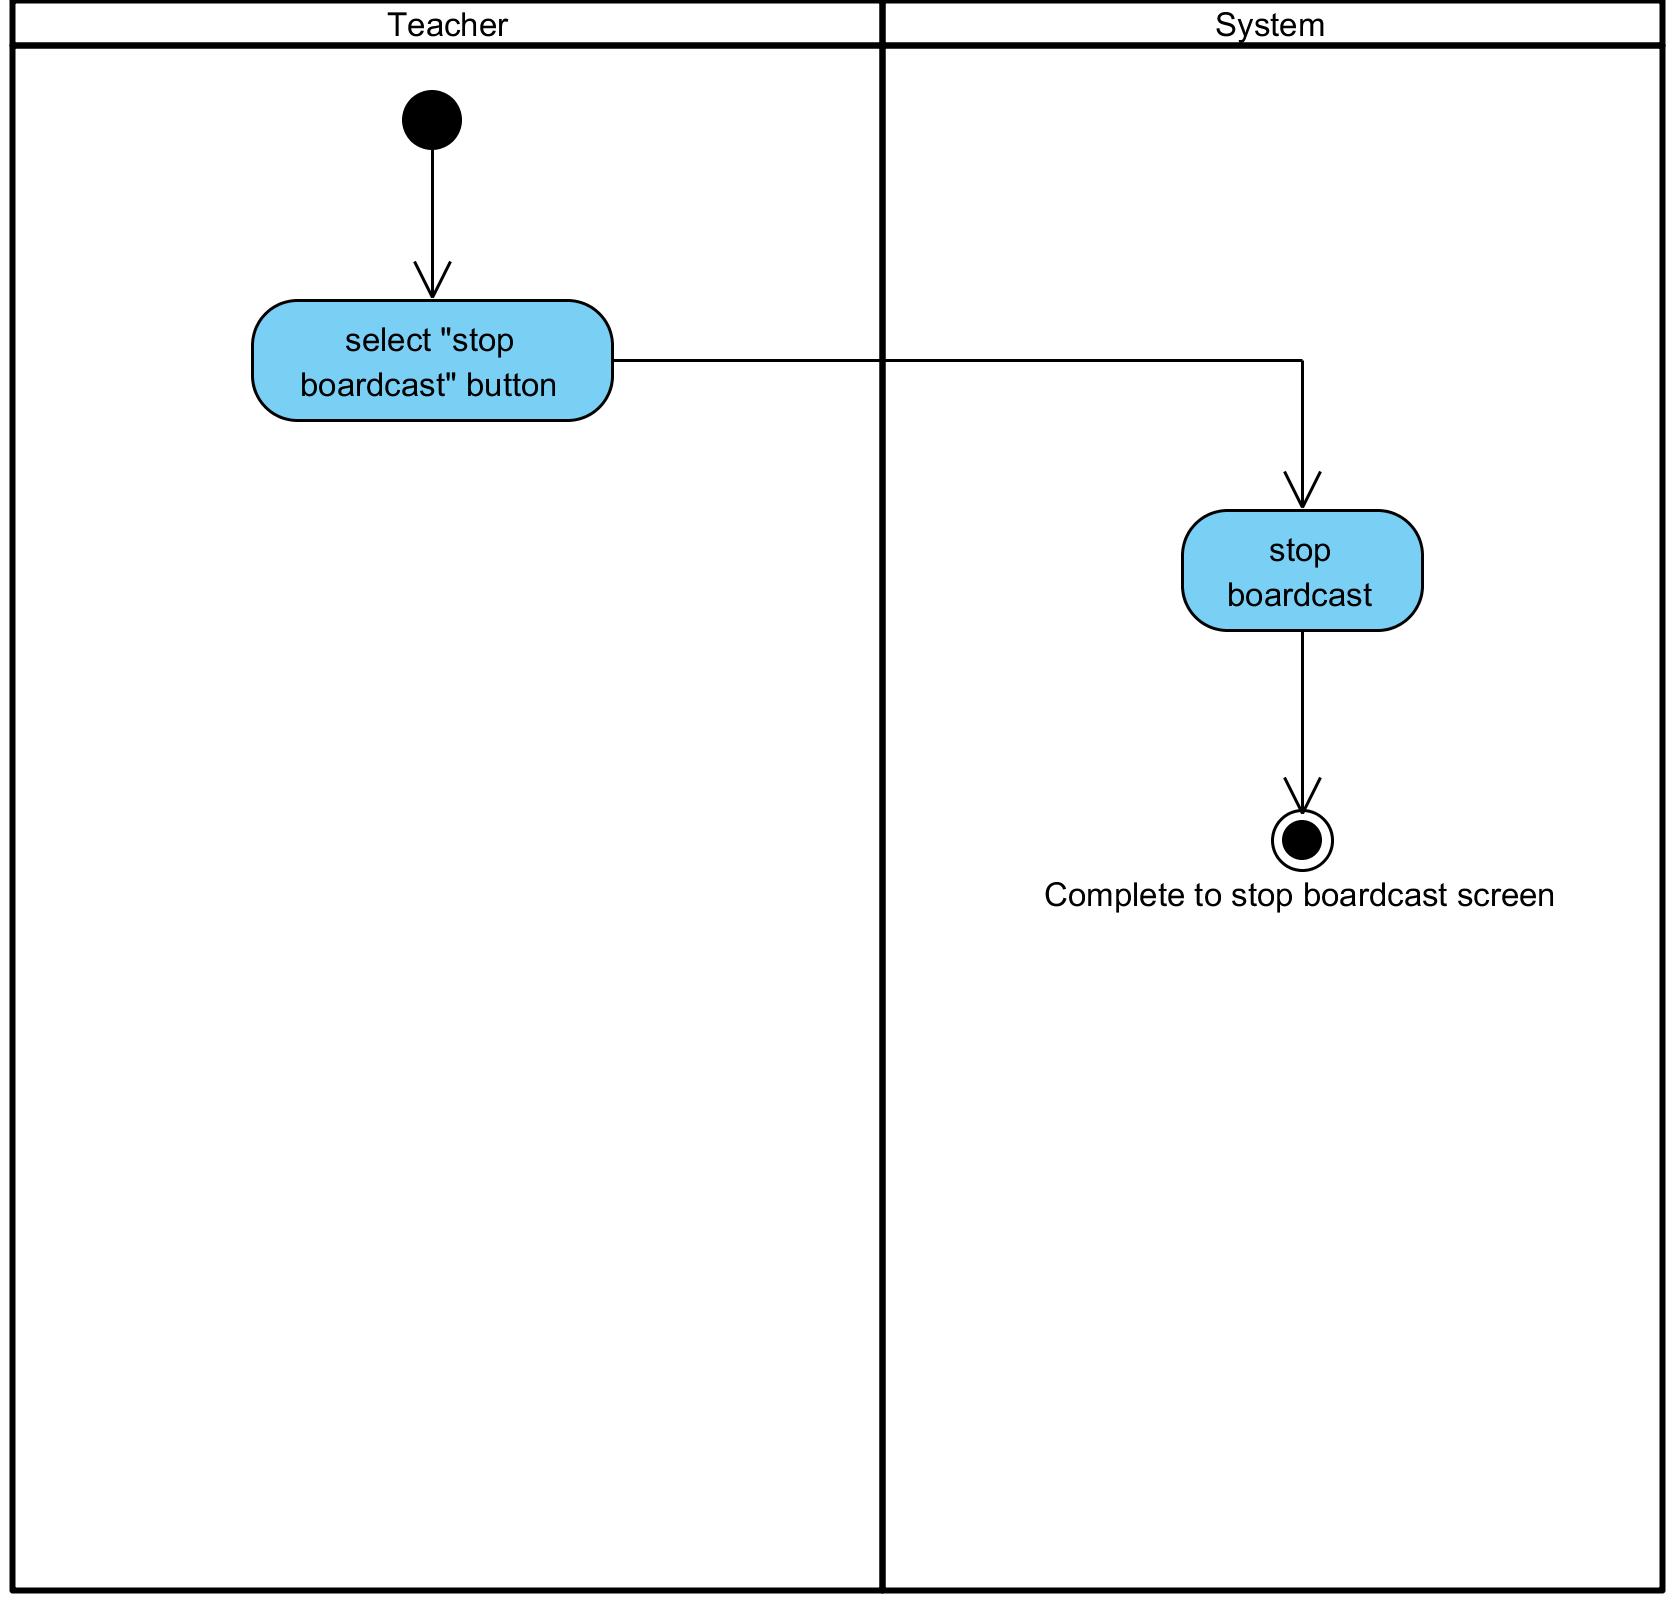 Teacher
System
select "stop
boardcast" button
stop
boardcast
Complete to stop boardcast screen